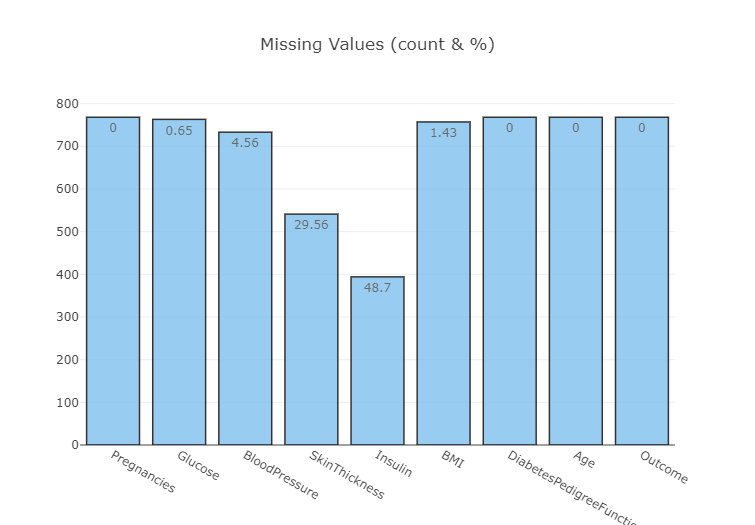 Missing Values (count & %)
800
700
600
500
400
300
200
100
0
0
0.65
4.56
29.56
48.7
1.43
0
0
0
Pregnancies
Glucose
BloodPressure
SkinThickness
Insulin
BMI
DiabetesPedigreeFunctio
Age
Outcome